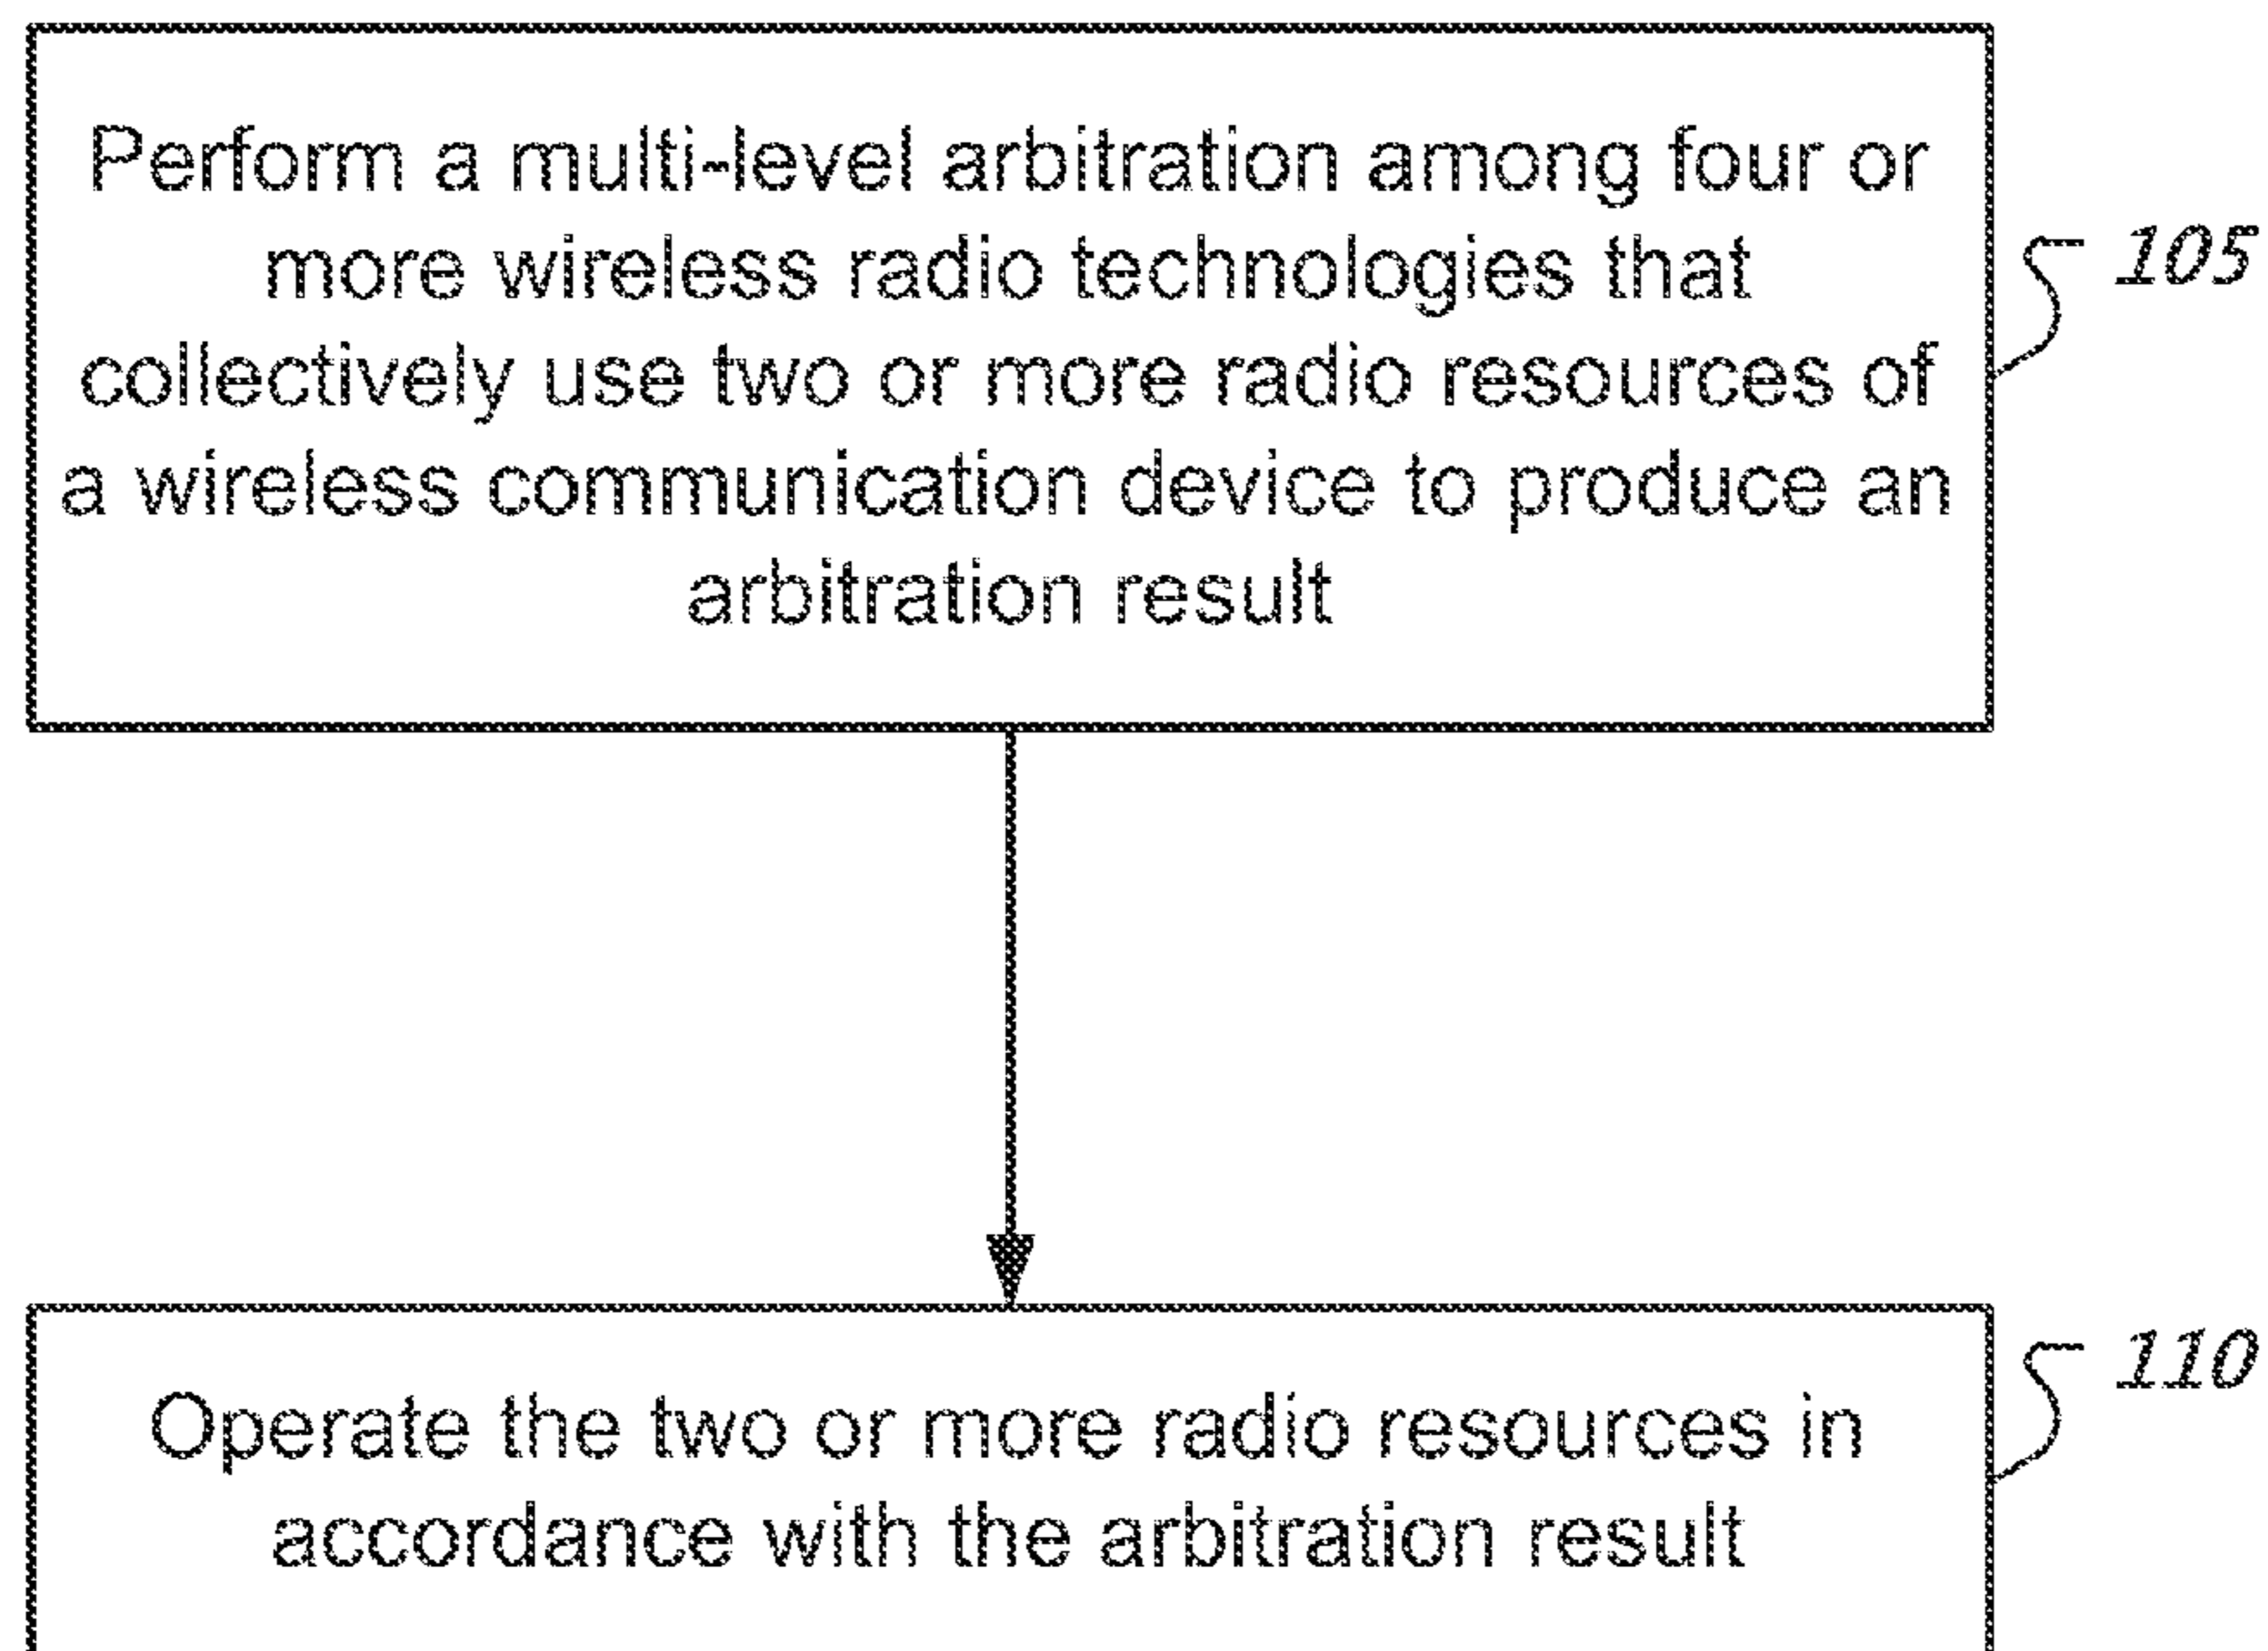 Perform a multi-level arbitration among four or
more wireless radio technologies that
collectively use two or more radio resources of
a wireless communication device to produce an
arbitration result
105
Operate the two or more radio resources in
accordance with the arbitration result
110